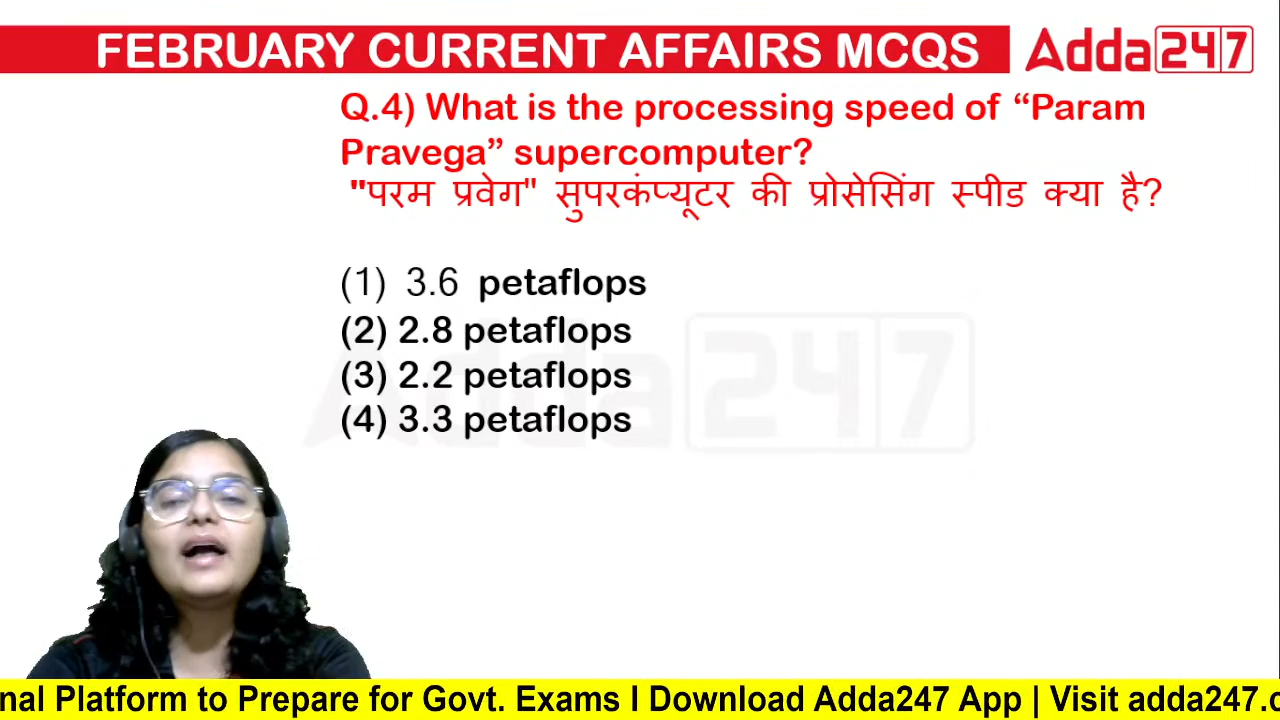 FEBRUARY CURRENT AFFAIRS MCQS
Adda247
Q.4) What is the processing speed of “Param
Pravega” supercomputer?
"परम प्रवेग" सुपरकंप्यूटर की प्रोसेसिंग स्पीड क्या है?
(1) 3.6 petaflops
(2) 2.8 petaflops
(3) 2.2 petaflops
(4) 3.3 petaflops
Adda247
nal Platform to Prepare for Govt. Exams I Download Adda247 App | Visit adda247.c